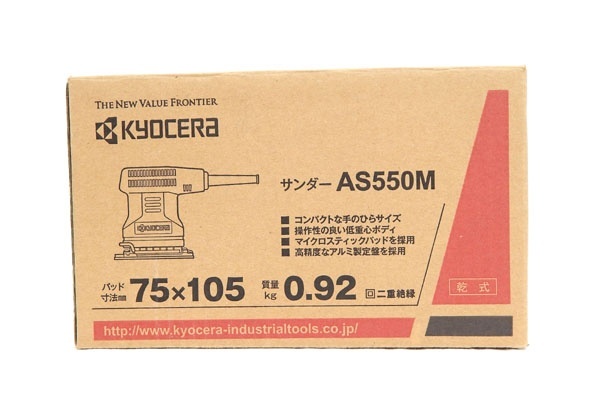 THE NEW VALUE FRONTIER
KYOCERA
サンダー AS550M
■ コンパクトな手のひらサイズ
■ 操作性の良い低重心ボディ
■ マイクロスティックパッドを採用
■ 高精度なアルミ製定盤を採用
KYOCERA
パッド寸法mm 75×105 質量kg 0.92 回二重絶縁
乾式
http://www.kyocera-industrialtools.co.jp/